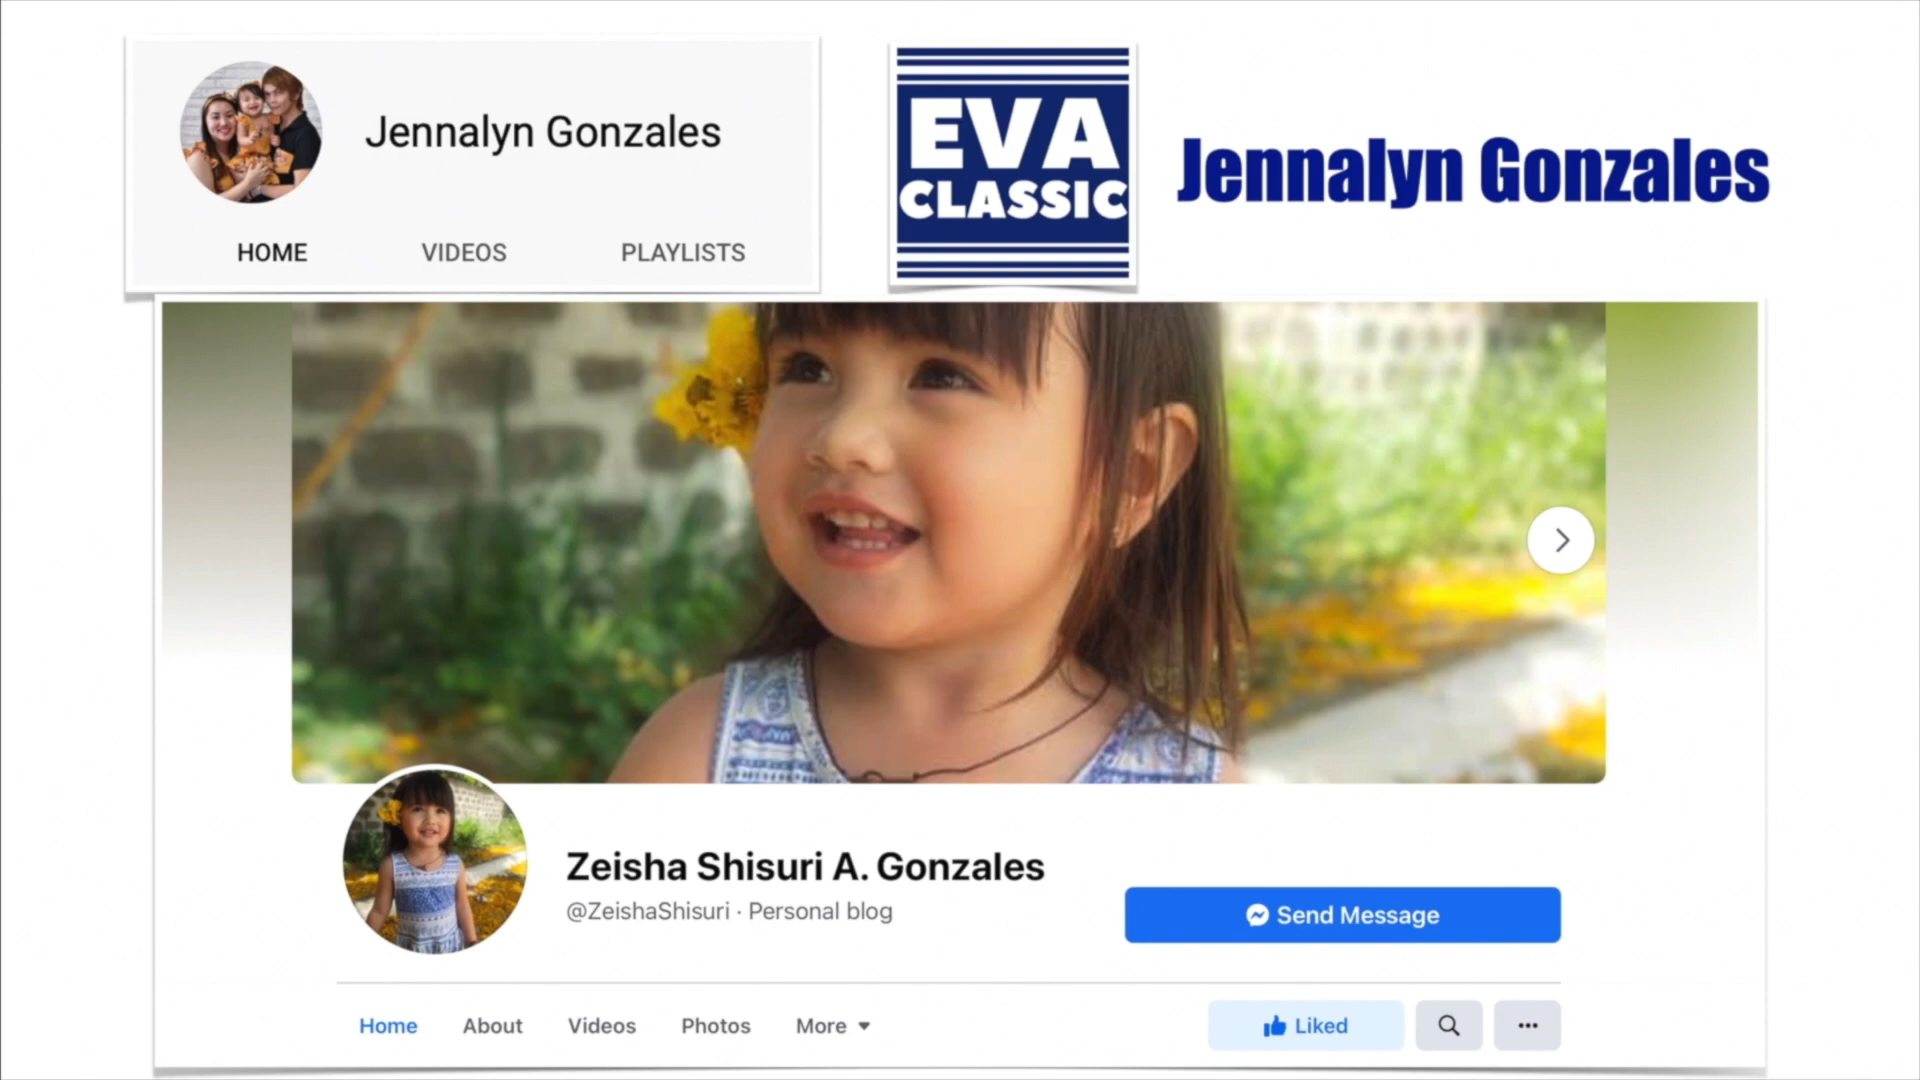 Jennalyn Gonzales
HOME VIDEOS PLAYLISTS
EVA
CLASSIC
Jennalyn Gonzales
Zeisha Shisuri A. Gonzales
@ZeishaShisuri · Personal blog
Send Message
Home About Videos Photos More
Liked